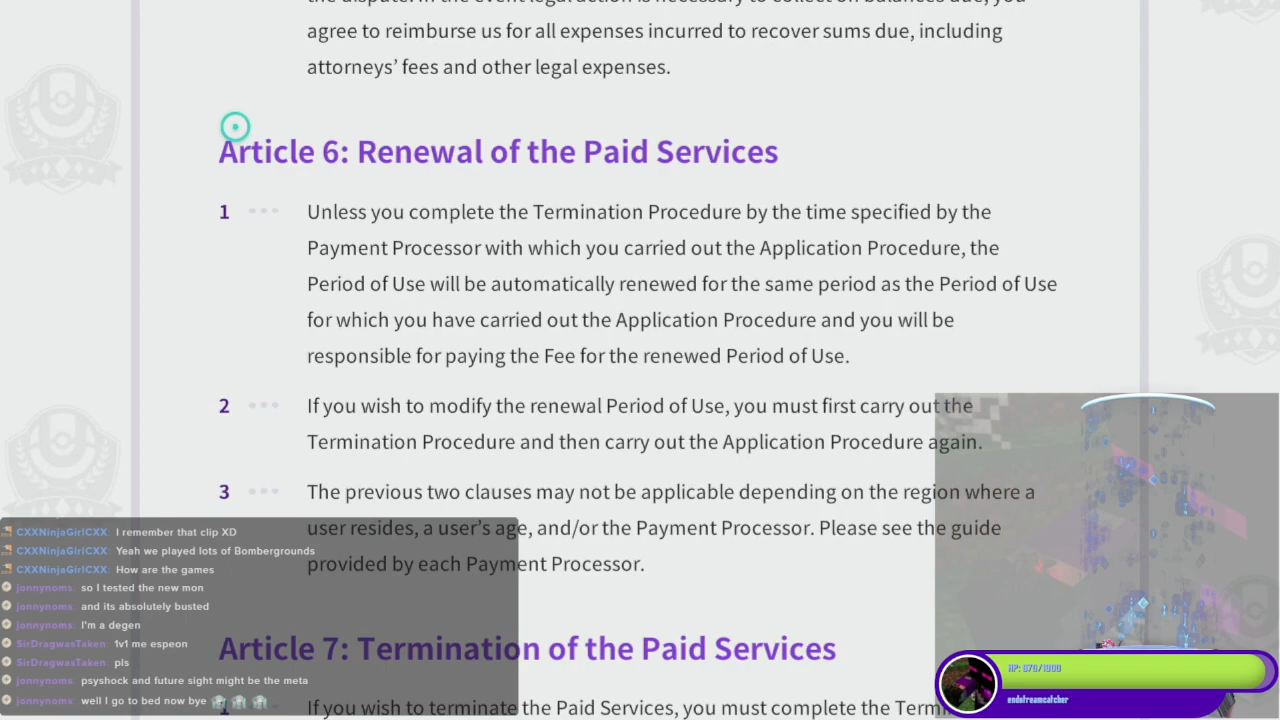 the dispute. In the event legal action is necessary to collect on balances due, you
agree to reimburse us for all expenses incurred to recover sums due, including
attorneys’ fees and other legal expenses.
Article 6: Renewal of the Paid Services
1 Unless you complete the Termination Procedure by the time specified by the
Payment Processor with which you carried out the Application Procedure, the
Period of Use will be automatically renewed for the same period as the Period of Use
for which you have carried out the Application Procedure and you will be
responsible for paying the Fee for the renewed Period of Use.
2 If you wish to modify the renewal Period of Use, you must first carry out the
Termination Procedure and then carry out the Application Procedure again.
3 The previous two clauses may not be applicable depending on the region where a
user resides, a user’s age, and/or the Payment Processor. Please see the guide
provided by each Payment Processor.
Article 7: Termination of the Paid Services
1 If you wish to terminate the Paid Services, you must complete the
CXXNinjaGirlCXX: I remember that clip XD
CXXNinjaGirlCXX: Yeah we played lots of Bombergrounds
CXXNinjaGirlCXX: How are the games
jonnynoms: so I tested the new mon
jonnynoms: and its absolutely busted
jonnynoms: I'm a degen
SirDragwasTaken: 1v1 me espeon
SirDragwasTaken: pls
jonnynoms: psyshock and future sight might be the meta
jonnynoms: well I go to bed now bye
HP: 970/1000